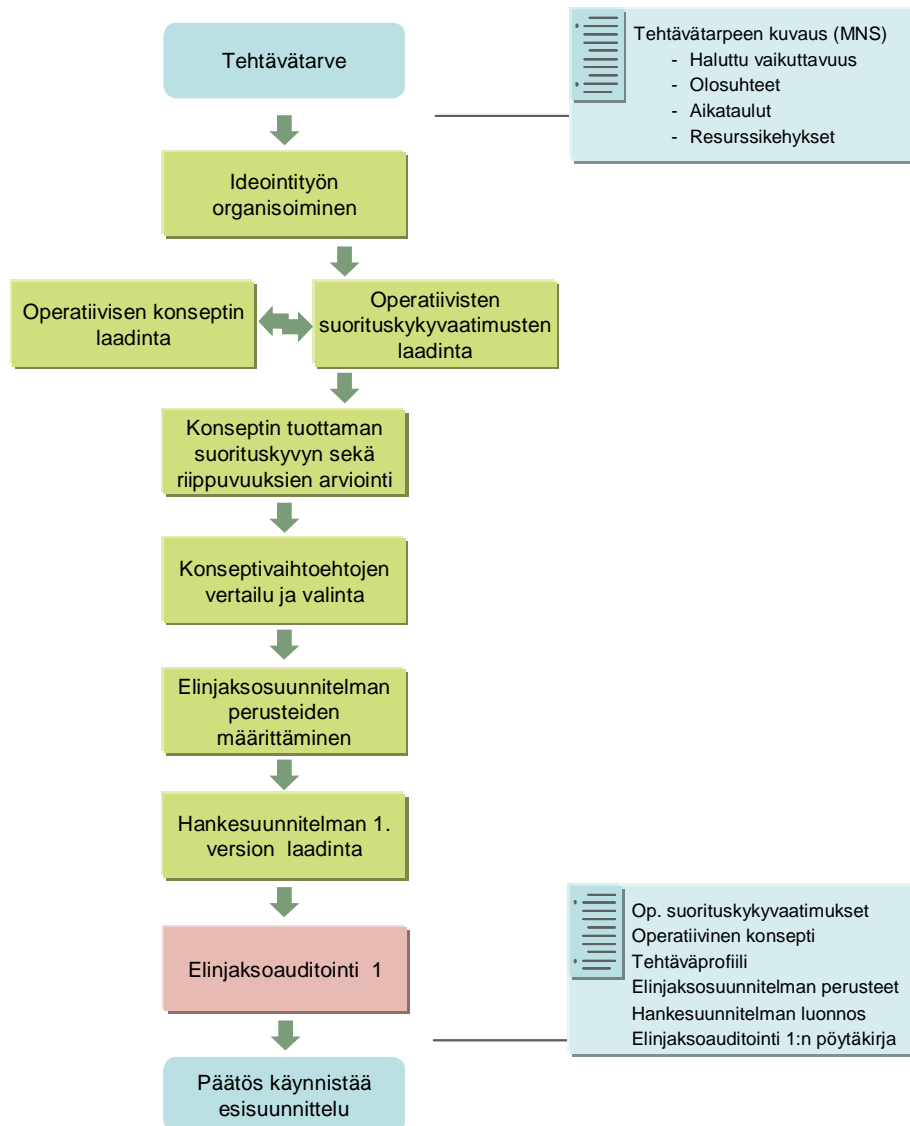 Tehtävätarve
Tehtävätarpeen kuvaus (MNS)
- Haluttu vaikuttavuus
- Olosuhteet
- Aikataulut
- Resurssikehykset
Ideointityön
organisoiminen
Operatiivisen konseptin
laadinta
Operatiivisten
suorituskykyvaatimusten
laadinta
Konseptin tuottaman
suorituskyvyn sekä
riippuvuuksien arviointi
Konseptivaihtoehtojen
vertailu ja valinta
Elinjaksosuunnitelman
perusteiden
määrittäminen
Hankesuunnitelman 1.
version laadinta
Elinjaksoauditointi 1
Op. suorituskykyvaatimukset
Operatiivinen konsepti
Tehtäväprofiili
Elinjaksosuunnitelman perusteet
Hankesuunnitelman luonnos
Elinjaksoauditointi 1:n pöytäkirja
Päätös käynnistää
esisuunnittelu